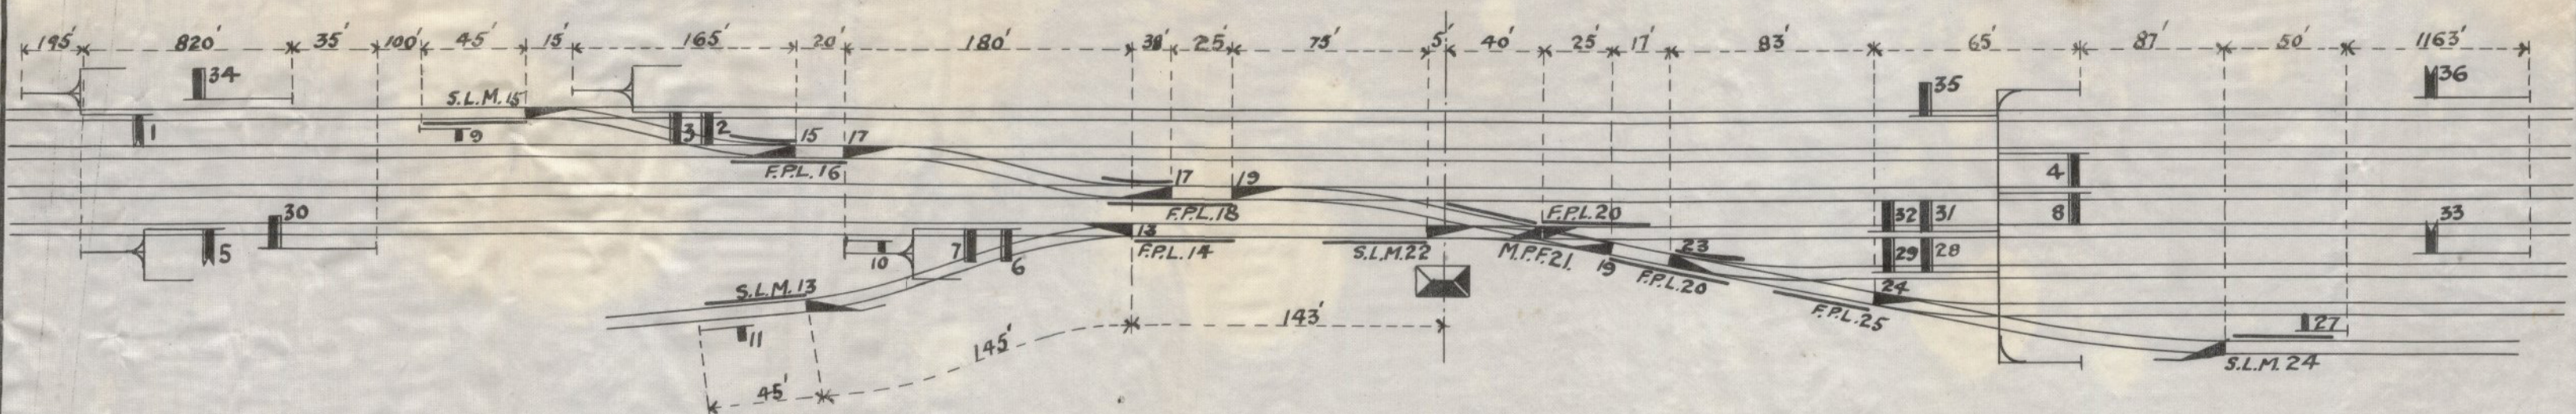 195' 820' 35' 100' 45' 15' 165' 20' 180' 25' 75' 5' 40' 25' 17' 83' 65' 87' 50' 1163'
34 35 36
S.L.M. 15
1 9 3 2 15 17
F.P.L. 16
4
17 19
F.P.L. 18 F.P.L. 20 32 31 8 33
30
5 10 7 6 13 F.P.L. 14 S.L.M. 22 M.P.F. 21. 19 23 29 28
F.P.L. 20
S.L.M. 13 24
11 F.P.L. 25 27
143'
145' S.L.M. 24
45'